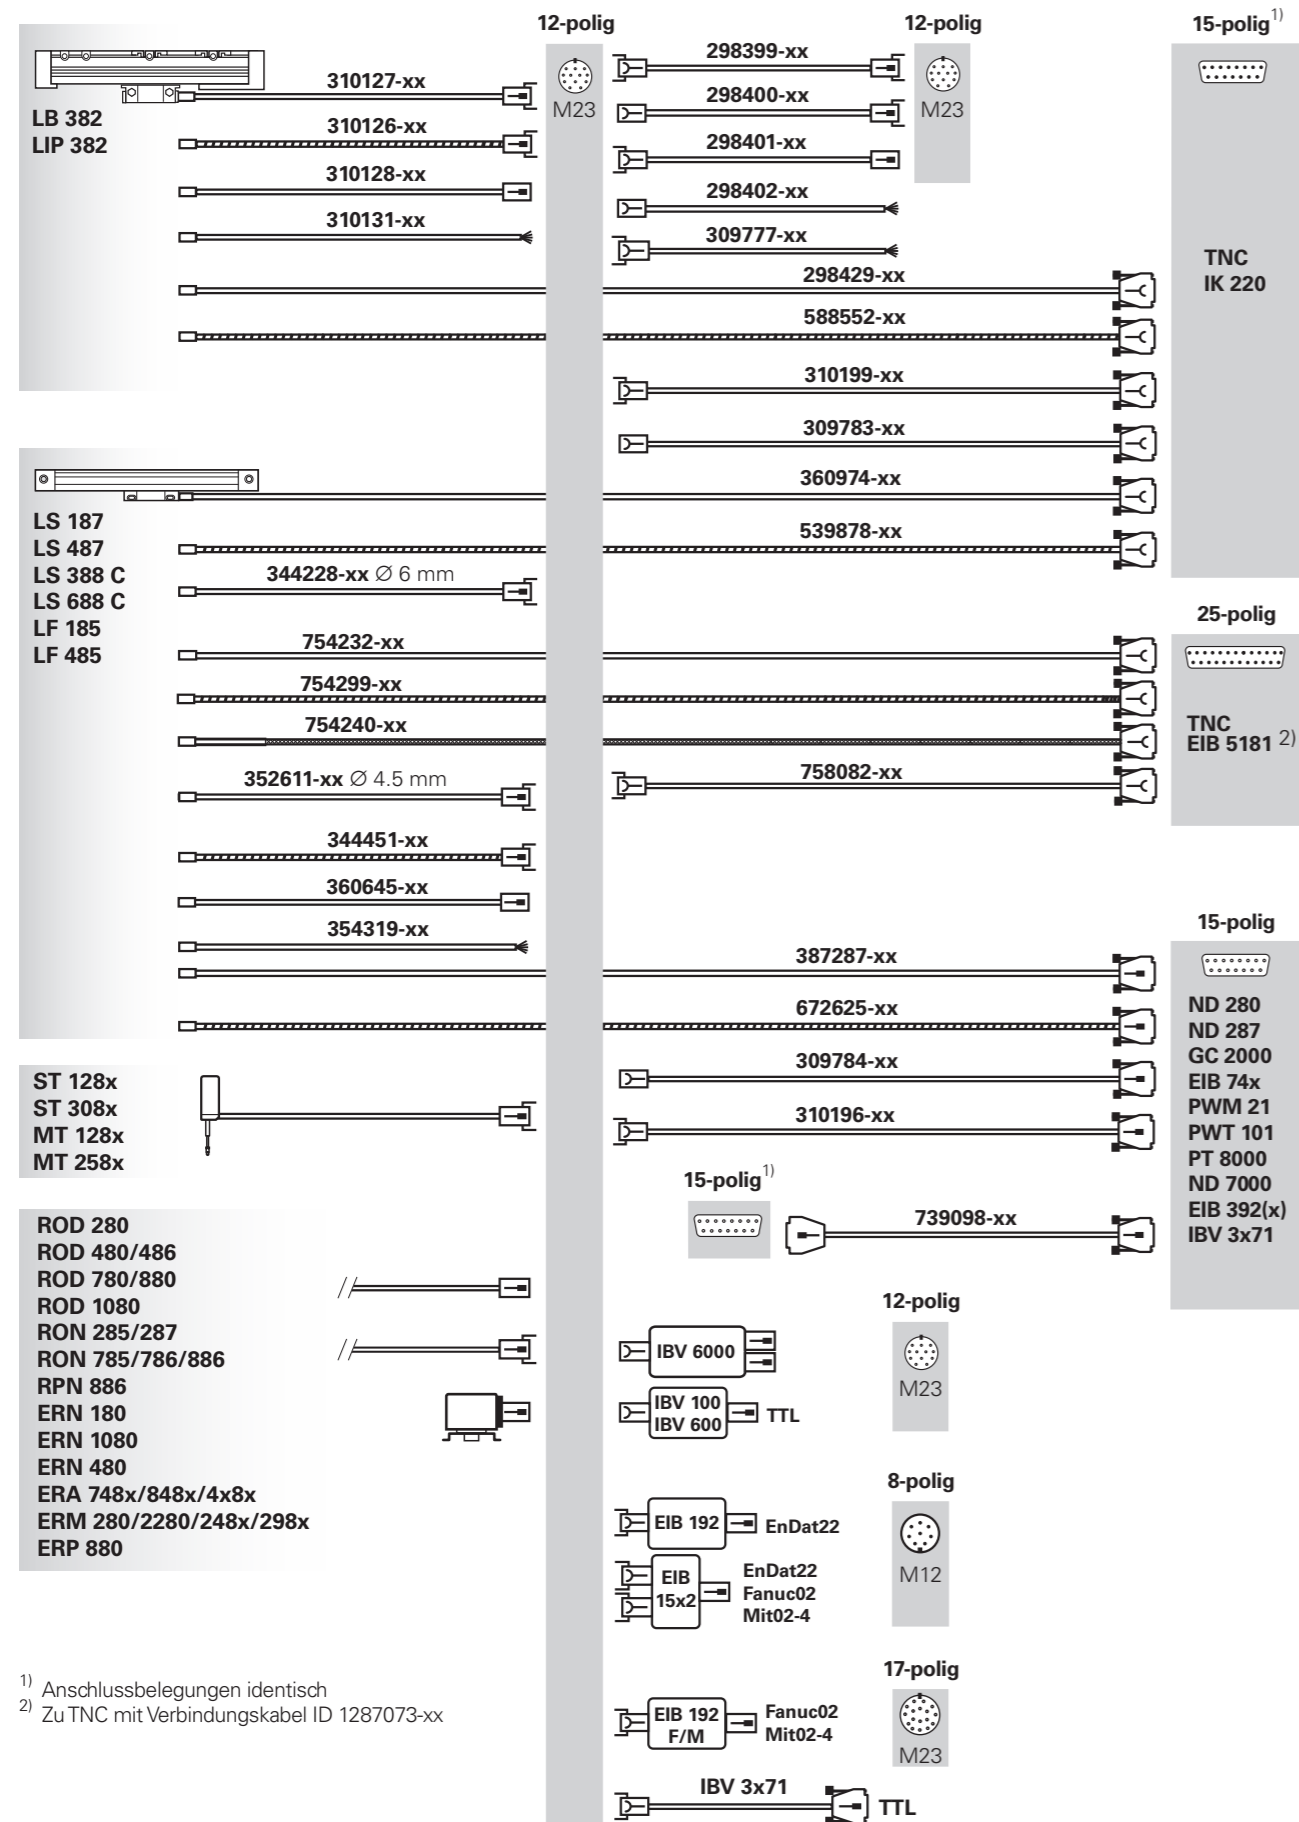 12-polig
12-polig
15-polig1)
310127-xx
298399-xx
M23
298400-xx
M23
LB 382
LIP 382
310126-xx
298401-xx
310128-xx
298402-xx
310131-xx
309777-xx
TNC
IK 220
298429-xx
588552-xx
310199-xx
309783-xx
360974-xx
LS 187
LS 487
LS 388 C
LS 688 C
LF 185
LF 485
539878-xx
344228-xx Ø 6 mm
25-polig
754232-xx
754299-xx
754240-xx
TNC
EIB 5181 2)
352611-xx Ø 4.5 mm
758082-xx
344451-xx
360645-xx
354319-xx
15-polig
387287-xx
672625-xx
309784-xx
310196-xx
ND 280
ND 287
GC 2000
EIB 74x
PWM 21
PWT 101
PT 8000
ND 7000
EIB 392(x)
IBV 3x71
ST 128x
ST 308x
MT 128x
MT 258x
15-polig1)
739098-xx
ROD 280
ROD 480/486
ROD 780/880
ROD 1080
RON 285/287
RON 785/786/886
RPN 886
ERN 180
ERN 1080
ERN 480
ERA 748x/848x/4x8x
ERM 280/2280/248x/298x
ERP 880
12-polig
IBV 6000
M23
IBV 100
IBV 600
TTL
8-polig
EIB 192
EnDat22
M12
EIB
15x2
EnDat22
Fanuc02
Mit02-4
17-polig
EIB 192
F/M
Fanuc02
Mit02-4
M23
IBV 3x71
TTL
1) Anschlussbelegungen identisch
2) Zu TNC mit Verbindungskabel ID 1287073-xx